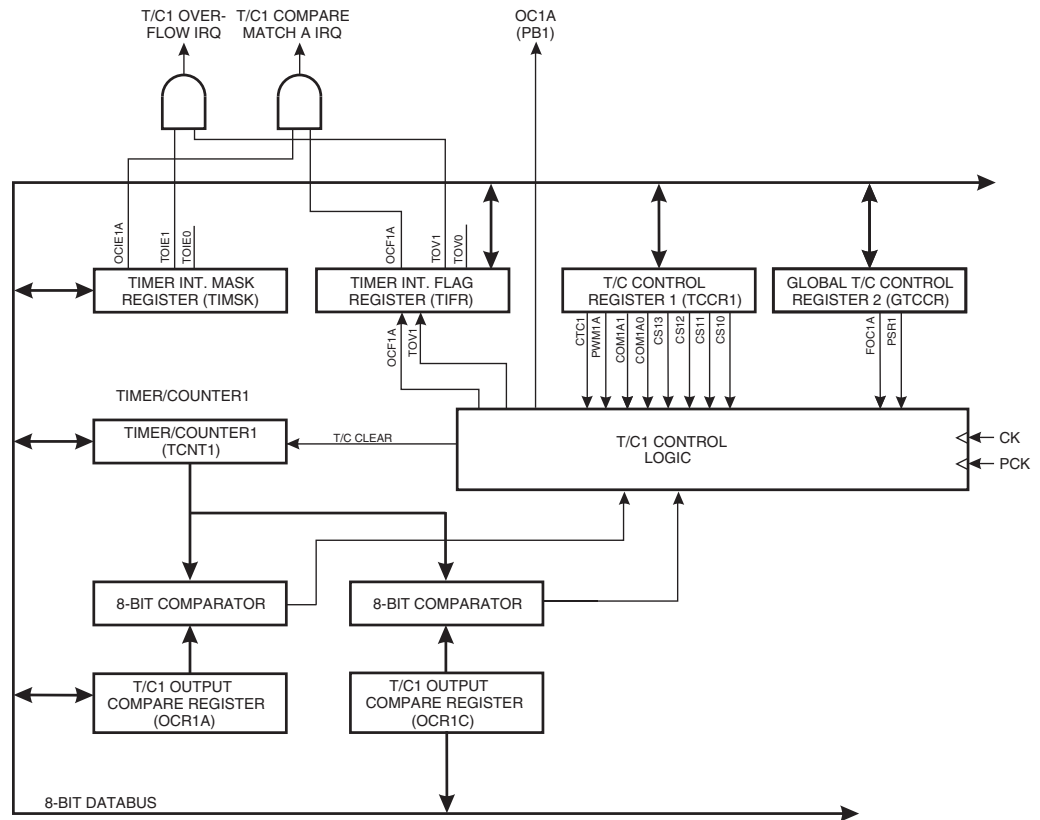 T/C1 OVER-
FLOW IRQ
T/C1 COMPARE
MATCH A IRQ
OC1A
(PB1)
OCIE1A
TOIE1
TOIE0
OCF1A
TOV1
TOV0
TIMER INT. MASK
REGISTER (TIMSK)
TIMER INT. FLAG
REGISTER (TIFR)
T/C CONTROL
REGISTER 1 (TCCR1)
GLOBAL T/C CONTROL
REGISTER 2 (GTCCR)
OCF1A
TOV1
CTC1
PWM1A
COM1A1
COM1A0
CS13
CS12
CS11
CS10
FOC1A
PSR1
TIMER/COUNTER1
TIMER/COUNTER1
(TCNT1)
T/C CLEAR
T/C1 CONTROL
LOGIC
CK
PCK
8-BIT COMPARATOR
8-BIT COMPARATOR
T/C1 OUTPUT
COMPARE REGISTER
(OCR1A)
T/C1 OUTPUT
COMPARE REGISTER
(OCR1C)
8-BIT DATABUS